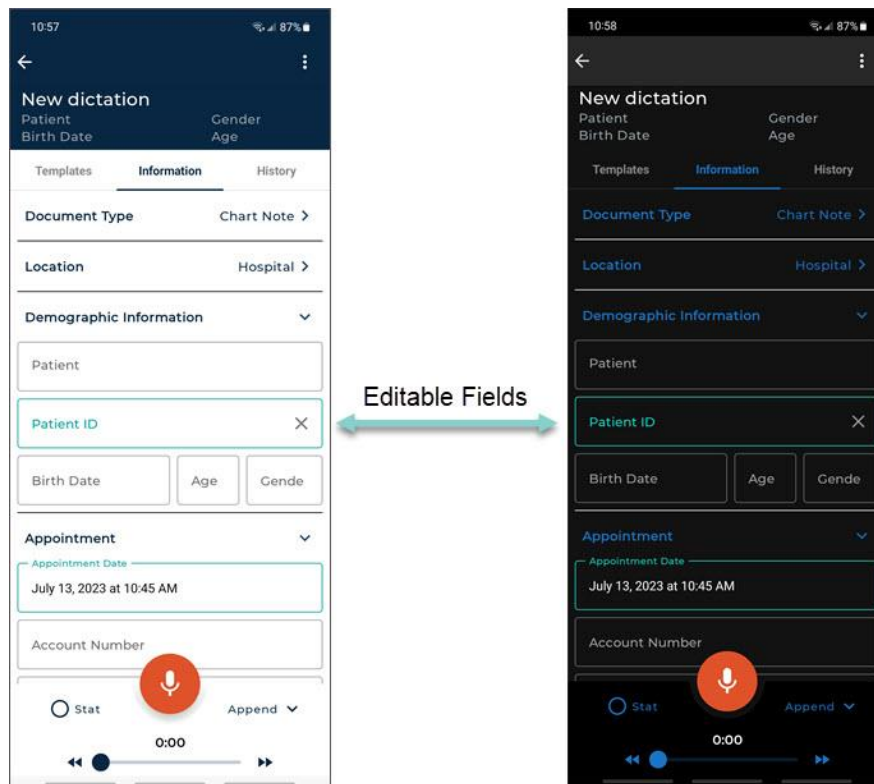 10:57 87%
New dictation
Patient Gender
Birth Date Age
Templates Information History
Document Type Chart Note
Location Hospital
Demographic Information
Patient
Patient ID
Birth Date Age Gende
Appointment
Appointment Date
July 13, 2023 at 10:45 AM
Account Number
Stat Append
0:00
Editable Fields
10:58 87%
New dictation
Patient Gender
Birth Date Age
Templates Information History
Document Type Chart Note
Location Hospital
Demographic Information
Patient
Patient ID
Birth Date Age Gende
Appointment
Appointment Date
July 13, 2023 at 10:45 AM
Account Number
Stat Append
0:00